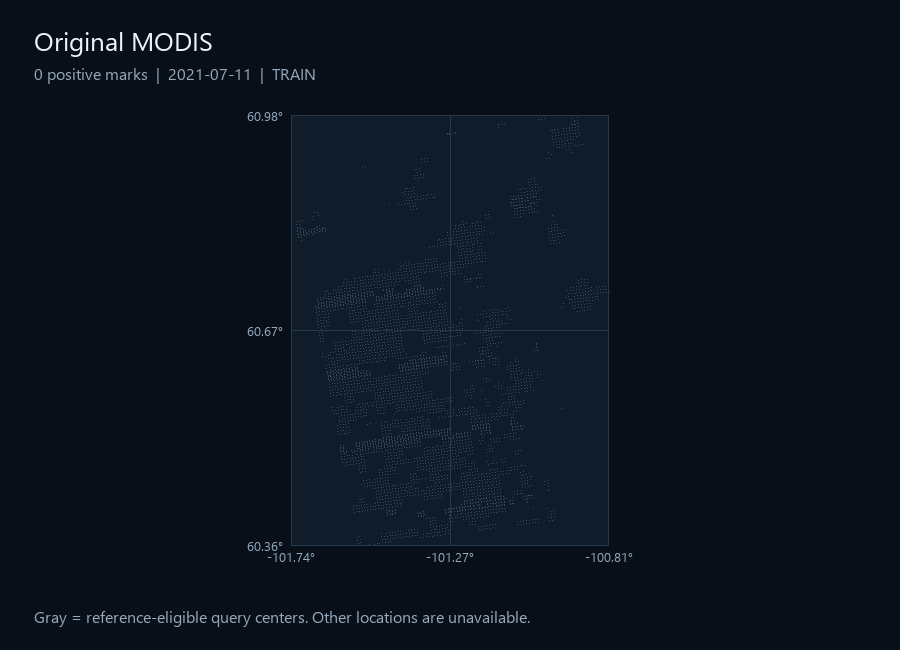 Original MODIS
0 positive marks | 2021-07-11 | TRAIN
60.98°
60.67°
60.36°
-101.74°
-101.27°
-100.81°
Gray = reference-eligible query centers. Other locations are unavailable.